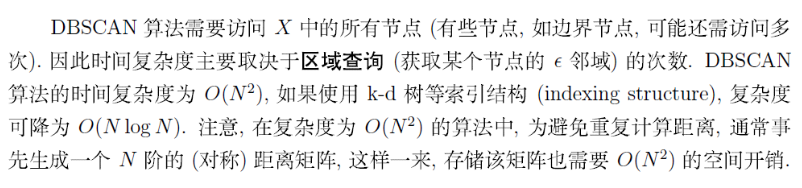 DBSCAN 算法需要访问 X 中的所有节点 (有些节点, 如边界节点, 可能还需访问多
次). 因此时间复杂度主要取决于区域查询 (获取某个节点的 ϵ 邻域) 的次数. DBSCAN
算法的时间复杂度为 O(N²), 如果使用 k-d 树等索引结构 (indexing structure), 复杂度
可降为 O(N log N). 注意, 在复杂度为 O(N²) 的算法中, 为避免重复计算距离, 通常事
先生成一个 N 阶的 (对称) 距离矩阵, 这样一来, 存储该矩阵也需要 O(N²) 的空间开销.